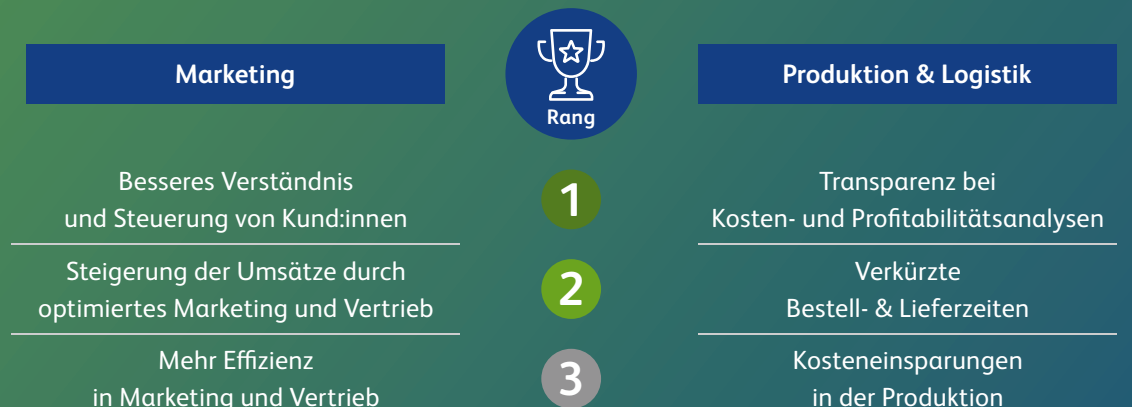 Marketing
Rang
Produktion & Logistik
Besseres Verständnis
und Steuerung von Kund:innen
1
Transparenz bei
Kosten- und Profitabilitätsanalysen
Steigerung der Umsätze durch
optimiertes Marketing und Vertrieb
2
Verkürzte
Bestell- & Lieferzeiten
Mehr Effizienz
in Marketing und Vertrieb
3
Kosteneinsparungen
in der Produktion